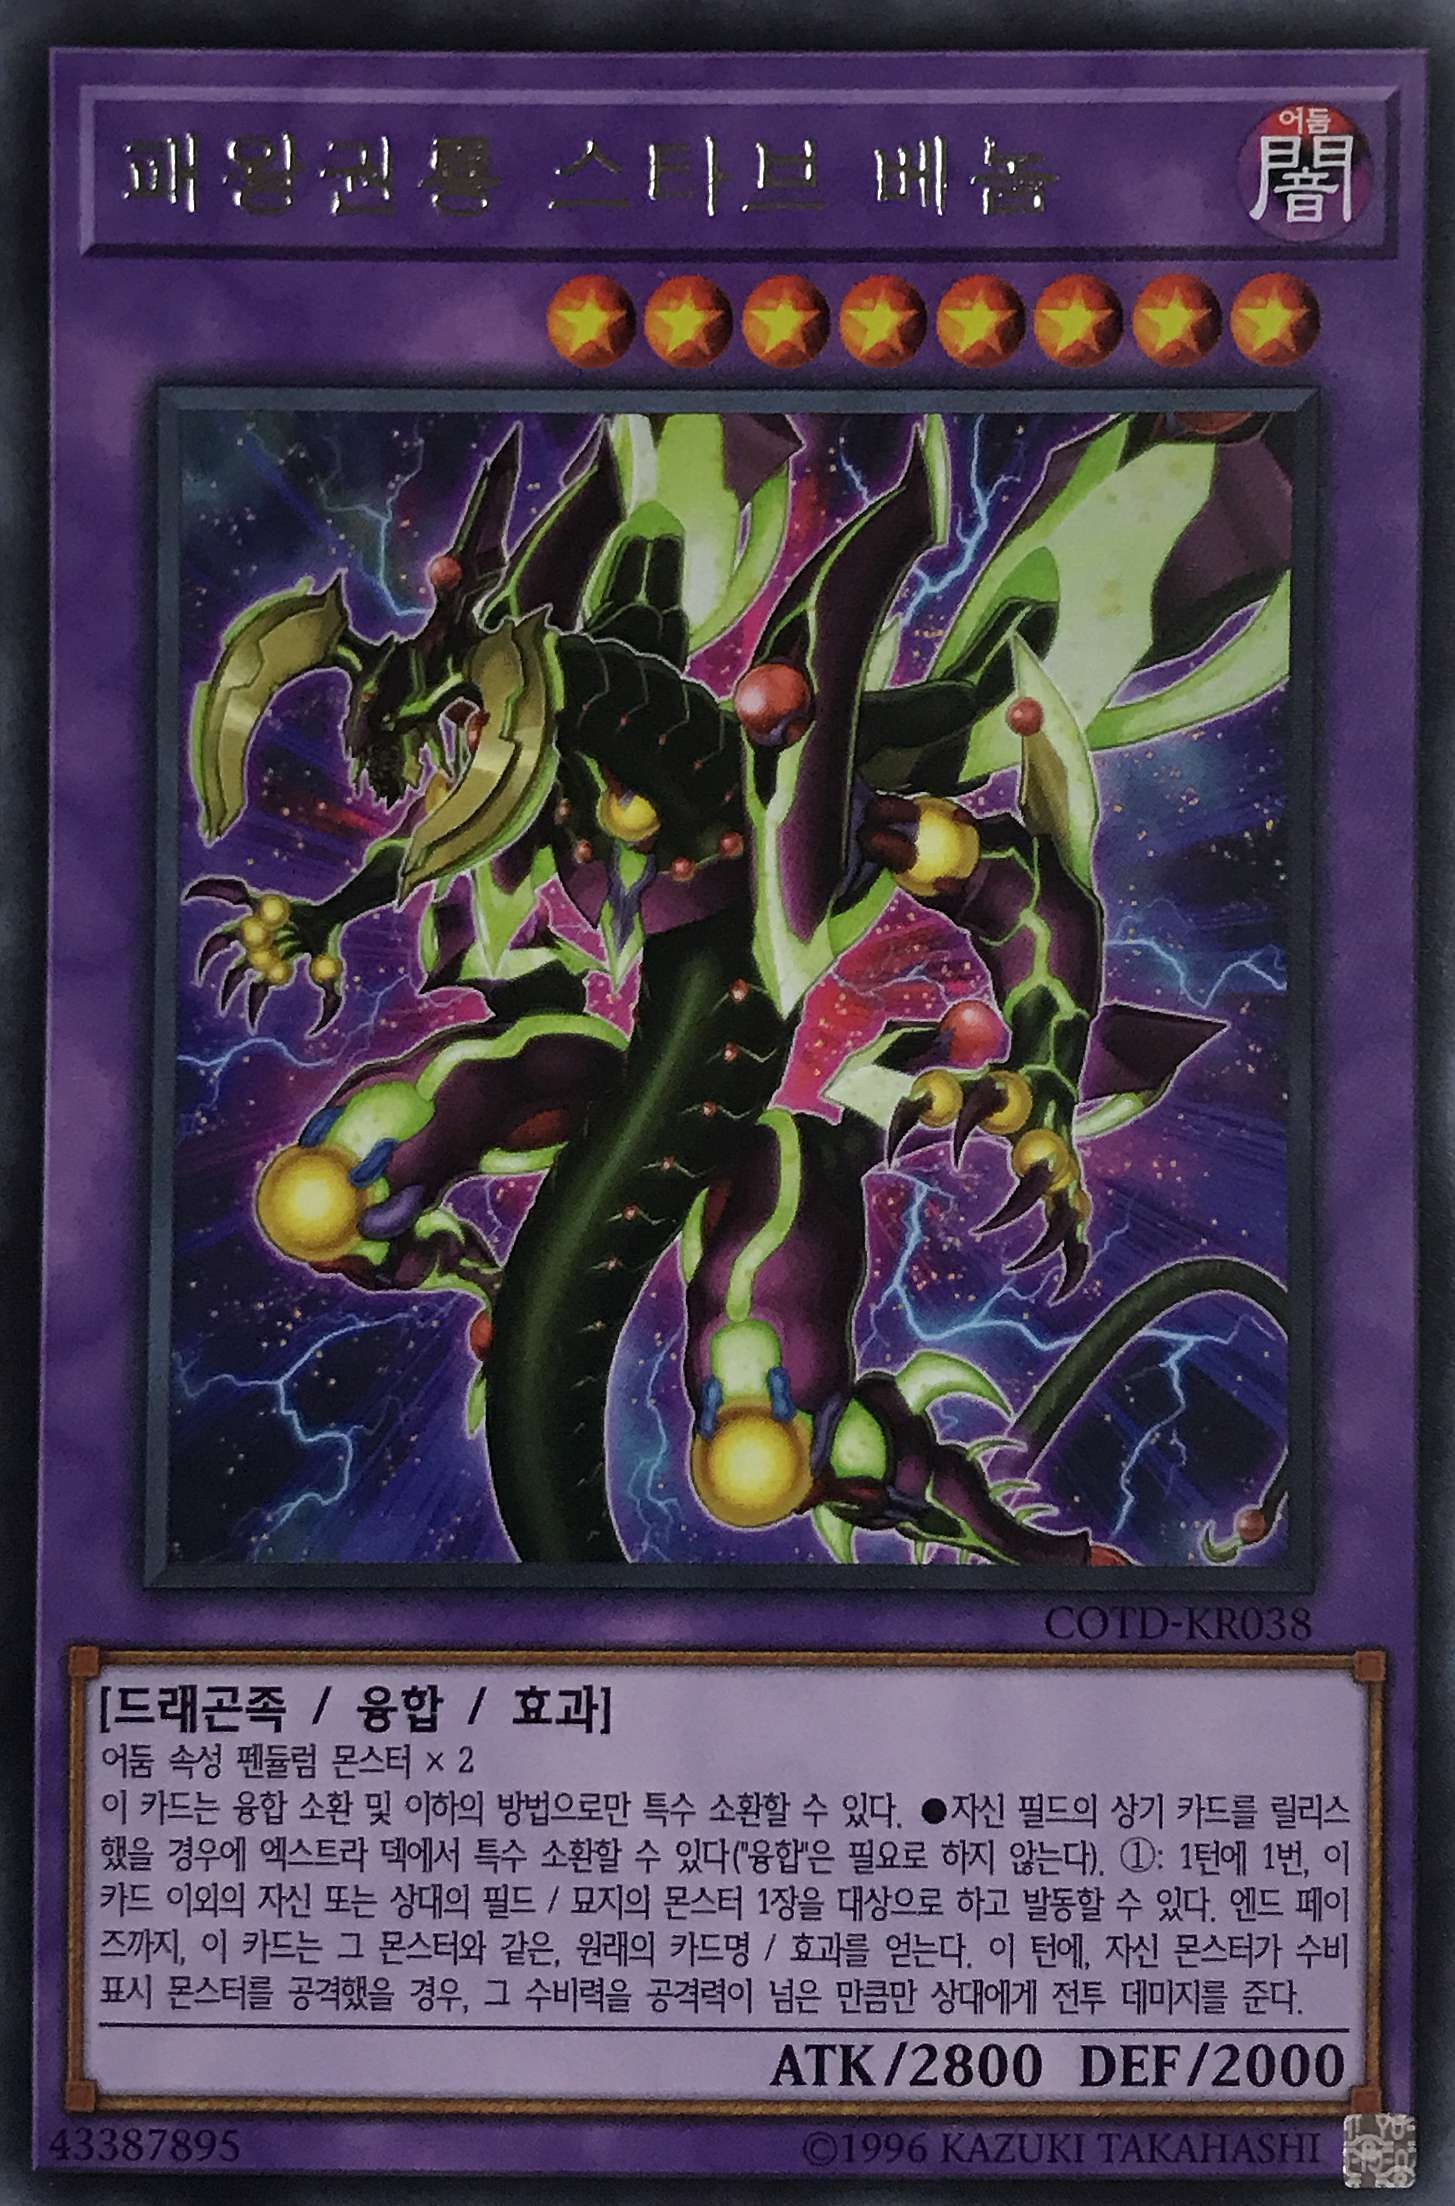 패왕권룡 스타브 베놈
어둠
闇
COTD-KR038
[드래곤족 / 융합 / 효과]
어둠 속성 펜듈럼 몬스터 × 2
이 카드는 융합 소환 및 이하의 방법으로만 특수 소환할 수 있다. ●자신 필드의 상기 카드를 릴리스
했을 경우에 엑스트라 덱에서 특수 소환할 수 있다("융합"은 필요로 하지 않는다). ①: 1턴에 1번, 이
카드 이외의 자신 또는 상대의 필드 / 묘지의 몬스터 1장을 대상으로 하고 발동할 수 있다. 엔드 페이
즈까지, 이 카드는 그 몬스터와 같은, 원래의 카드명 / 효과를 얻는다. 이 턴에, 자신 몬스터가 수비
표시 몬스터를 공격했을 경우, 그 수비력을 공격력이 넘은 만큼만 상대에게 전투 데미지를 준다.
ATK/2800 DEF/2000
43387895
©1996 KAZUKI TAKAHASHI